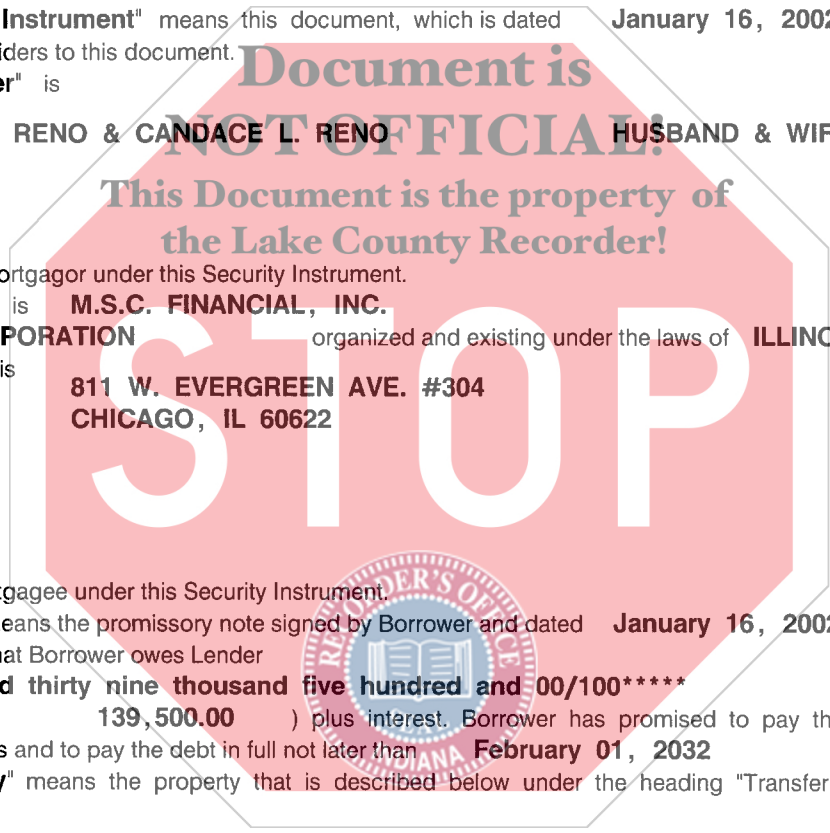 Instrument" means this document, which is dated January 16, 2002
iders to this document.
Document is
er" is
RENO & CANDACE L. RENO HUSBAND & WIF
NOT OFFICIAL!
This Document is the property of
the Lake County Recorder!
ortgagor under this Security Instrument.
is M.S.C. FINANCIAL, INC.
PORATION organized and existing under the laws of ILLINO
is
811 W. EVERGREEN AVE. #304
CHICAGO, IL 60622
STOP
tgagee under this Security Instrument.
eans the promissory note signed by Borrower and dated January 16, 2002
at Borrower owes Lender
d thirty nine thousand five hundred and 00/100*****
139,500.00 ) plus interest. Borrower has promised to pay th
s and to pay the debt in full not later than February 01, 2032
y" means the property that is described below under the heading "Transfer
RECORDER'S OFFICE
INDIANA